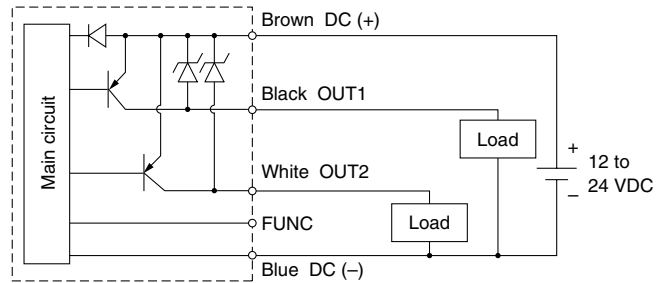 Brown DC (+)
Main circuit
Black OUT1
Load
+
12 to
–
24 VDC
White OUT2
Load
FUNC
Blue DC (–)